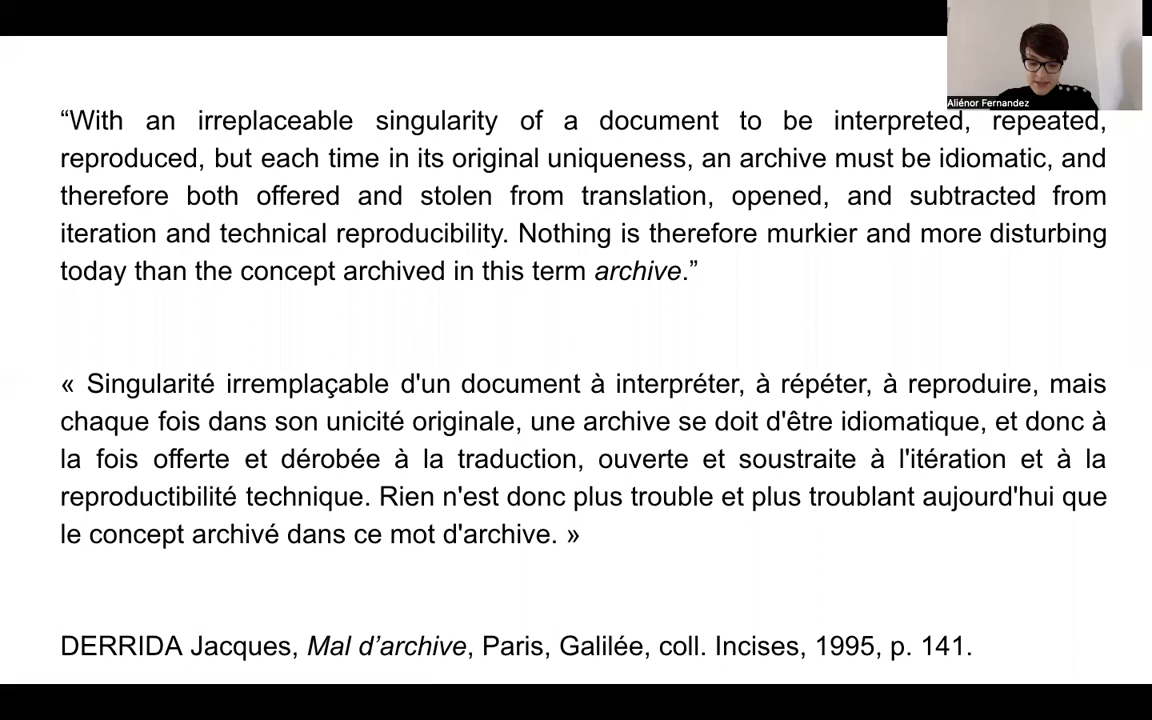 Aliénor Fernandez
“With an irreplaceable singularity of a document to be interpreted, repeated,
reproduced, but each time in its original uniqueness, an archive must be idiomatic, and
therefore both offered and stolen from translation, opened, and subtracted from
iteration and technical reproducibility. Nothing is therefore murkier and more disturbing
today than the concept archived in this term archive.”
« Singularité irremplaçable d'un document à interpréter, à répéter, à reproduire, mais
chaque fois dans son unicité originale, une archive se doit d'être idiomatique, et donc à
la fois offerte et dérobée à la traduction, ouverte et soustraite à l'itération et à la
reproductibilité technique. Rien n'est donc plus trouble et plus troublant aujourd'hui que
le concept archivé dans ce mot d'archive. »
DERRIDA Jacques, Mal d’archive, Paris, Galilée, coll. Incises, 1995, p. 141.